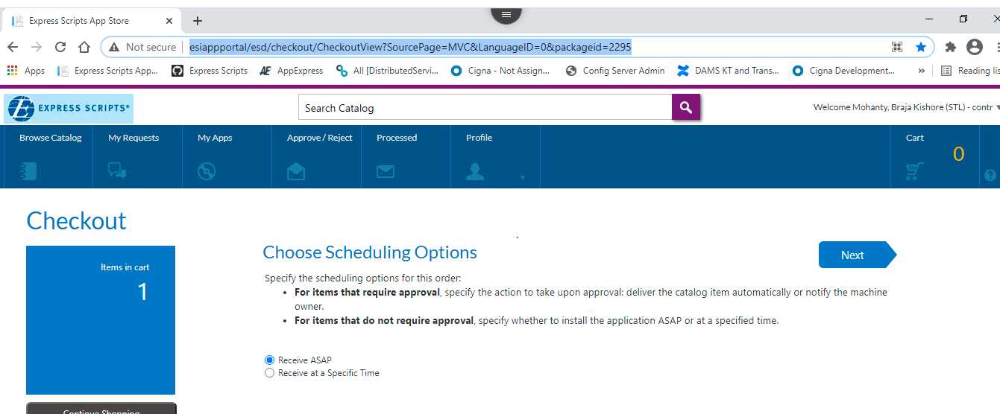 Express Scripts App Store
Not secure | esiappportal/esd/checkout/CheckoutView?SourcePage=MVC&LanguageID=0&packageid=2295
Apps Express Scripts App... Express Scripts AppExpress All [DistributedServi... Cigna - Not Assign... Config Server Admin DAMS KT and Trans... Cigna Development... » Reading lis
EXPRESS SCRIPTS® Search Catalog Welcome Mohanty, Braja Kishore (STL) - contr
Browse Catalog My Requests My Apps Approve / Reject Processed Profile Cart
0
Checkout
Items in cart
1
Choose Scheduling Options
Next
Specify the scheduling options for this order:
• For items that require approval, specify the action to take upon approval: deliver the catalog item automatically or notify the machine
owner.
• For items that do not require approval, specify whether to install the application ASAP or at a specified time.
Receive ASAP
Receive at a Specific Time
Continue Shopping